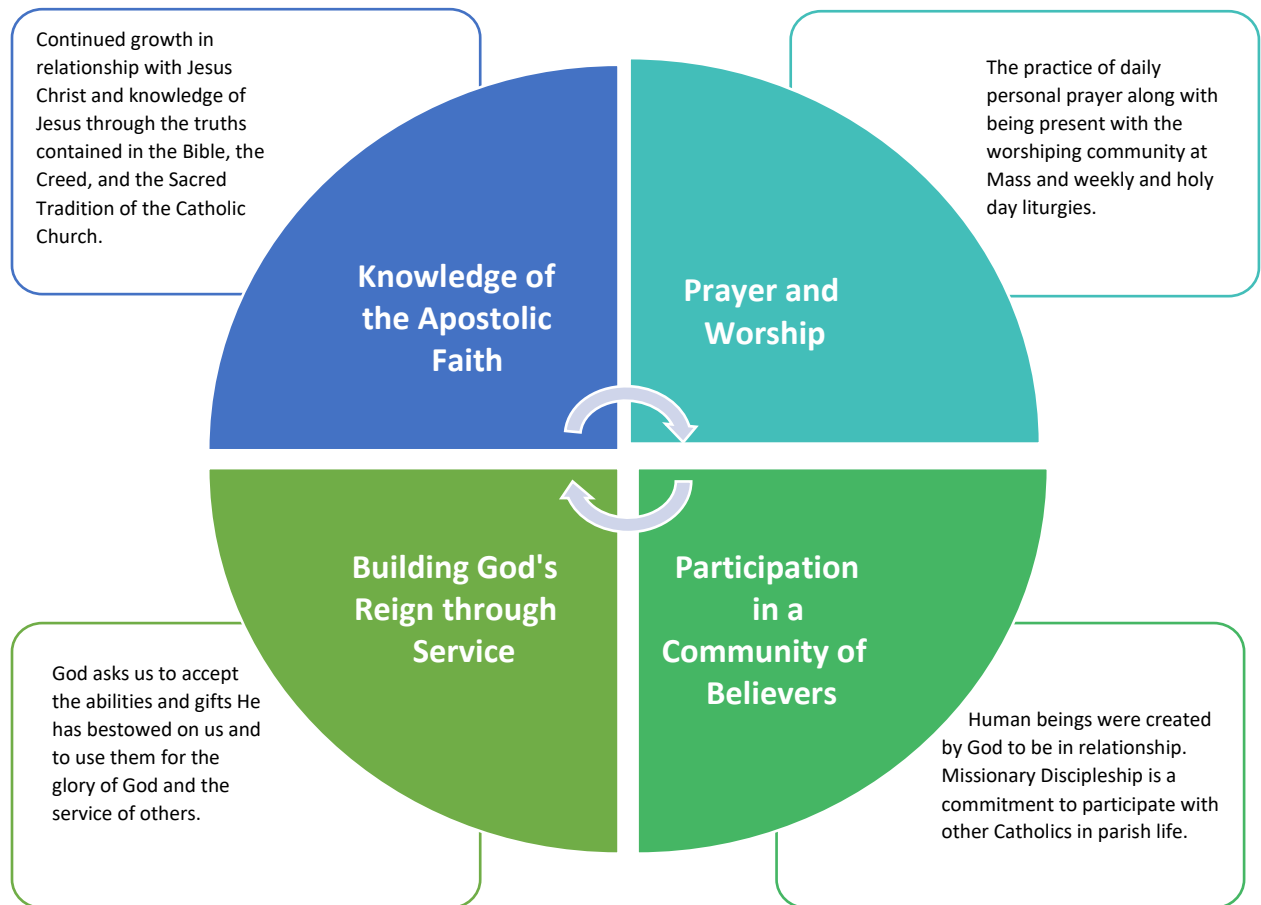 Continued growth in
relationship with Jesus
Christ and knowledge of
Jesus through the truths
contained in the Bible, the
Creed, and the Sacred
Tradition of the Catholic
Church.
Knowledge of
the Apostolic
Faith
The practice of daily
personal prayer along with
being present with the
worshiping community at
Mass and weekly and holy
day liturgies.
Prayer and
Worship
Building God's
Reign through
Service
God asks us to accept
the abilities and gifts He
has bestowed on us and
to use them for the
glory of God and the
service of others.
Participation
in a
Community of
Believers
Human beings were created
by God to be in relationship.
Missionary Discipleship is a
commitment to participate with
other Catholics in parish life.